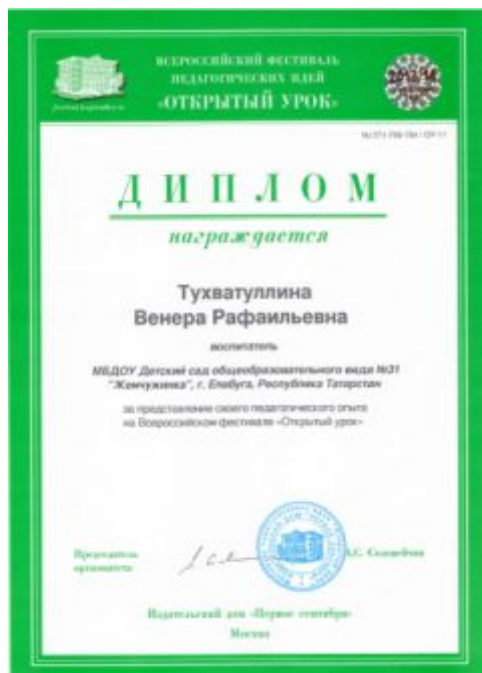 ВСЕРОССИЙСКИЙ ФЕСТИВАЛЬ
ПЕДАГОГИЧЕСКИХ ИДЕЙ
«ОТКРЫТЫЙ УРОК»
ДИПЛОМ
награждается
Тухватуллина
Венера Рафаильевна
воспитатель
МБДОУ Детский сад общеобразовательного вида №31
"Жемчужинка", г. Елабуга, Республика Татарстан
за представление своего педагогического опыта
на Всероссийском фестивале «Открытый урок»
Председатель
оргкомитета
А.С. Соловейчик
Издательский дом «Первое сентября»
Москва